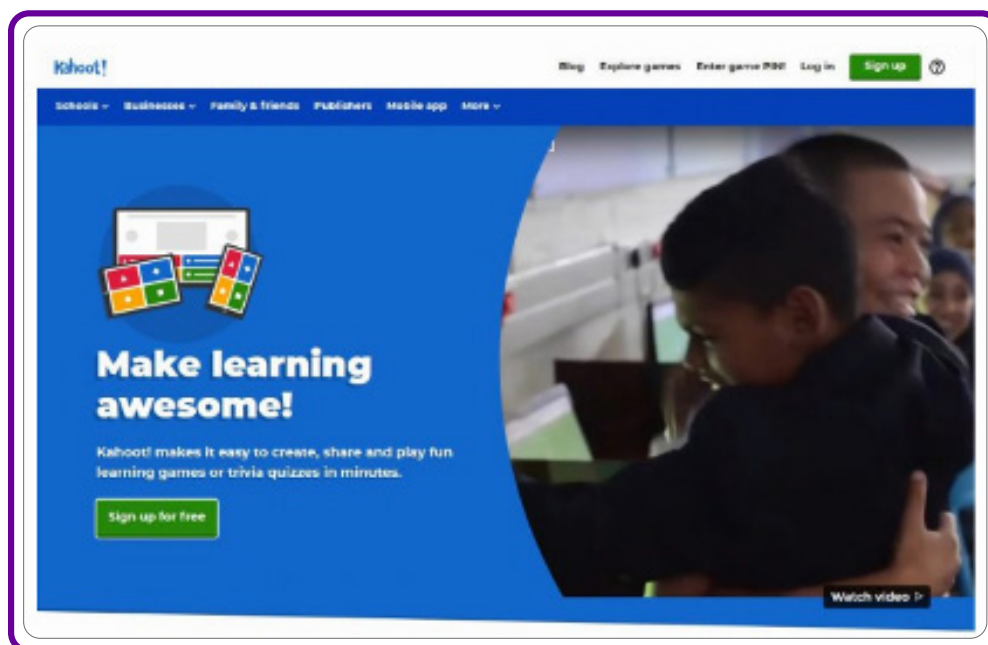 Kahoot!
Blog Explore games Enter game PIN! Log in Sign up ?
Schools Businesses Family & friends Publishers Mobile app More
Make learning
awesome!
Kahoot! makes it easy to create, share and play fun
learning games or trivia quizzes in minutes.
Sign up for free
Watch video